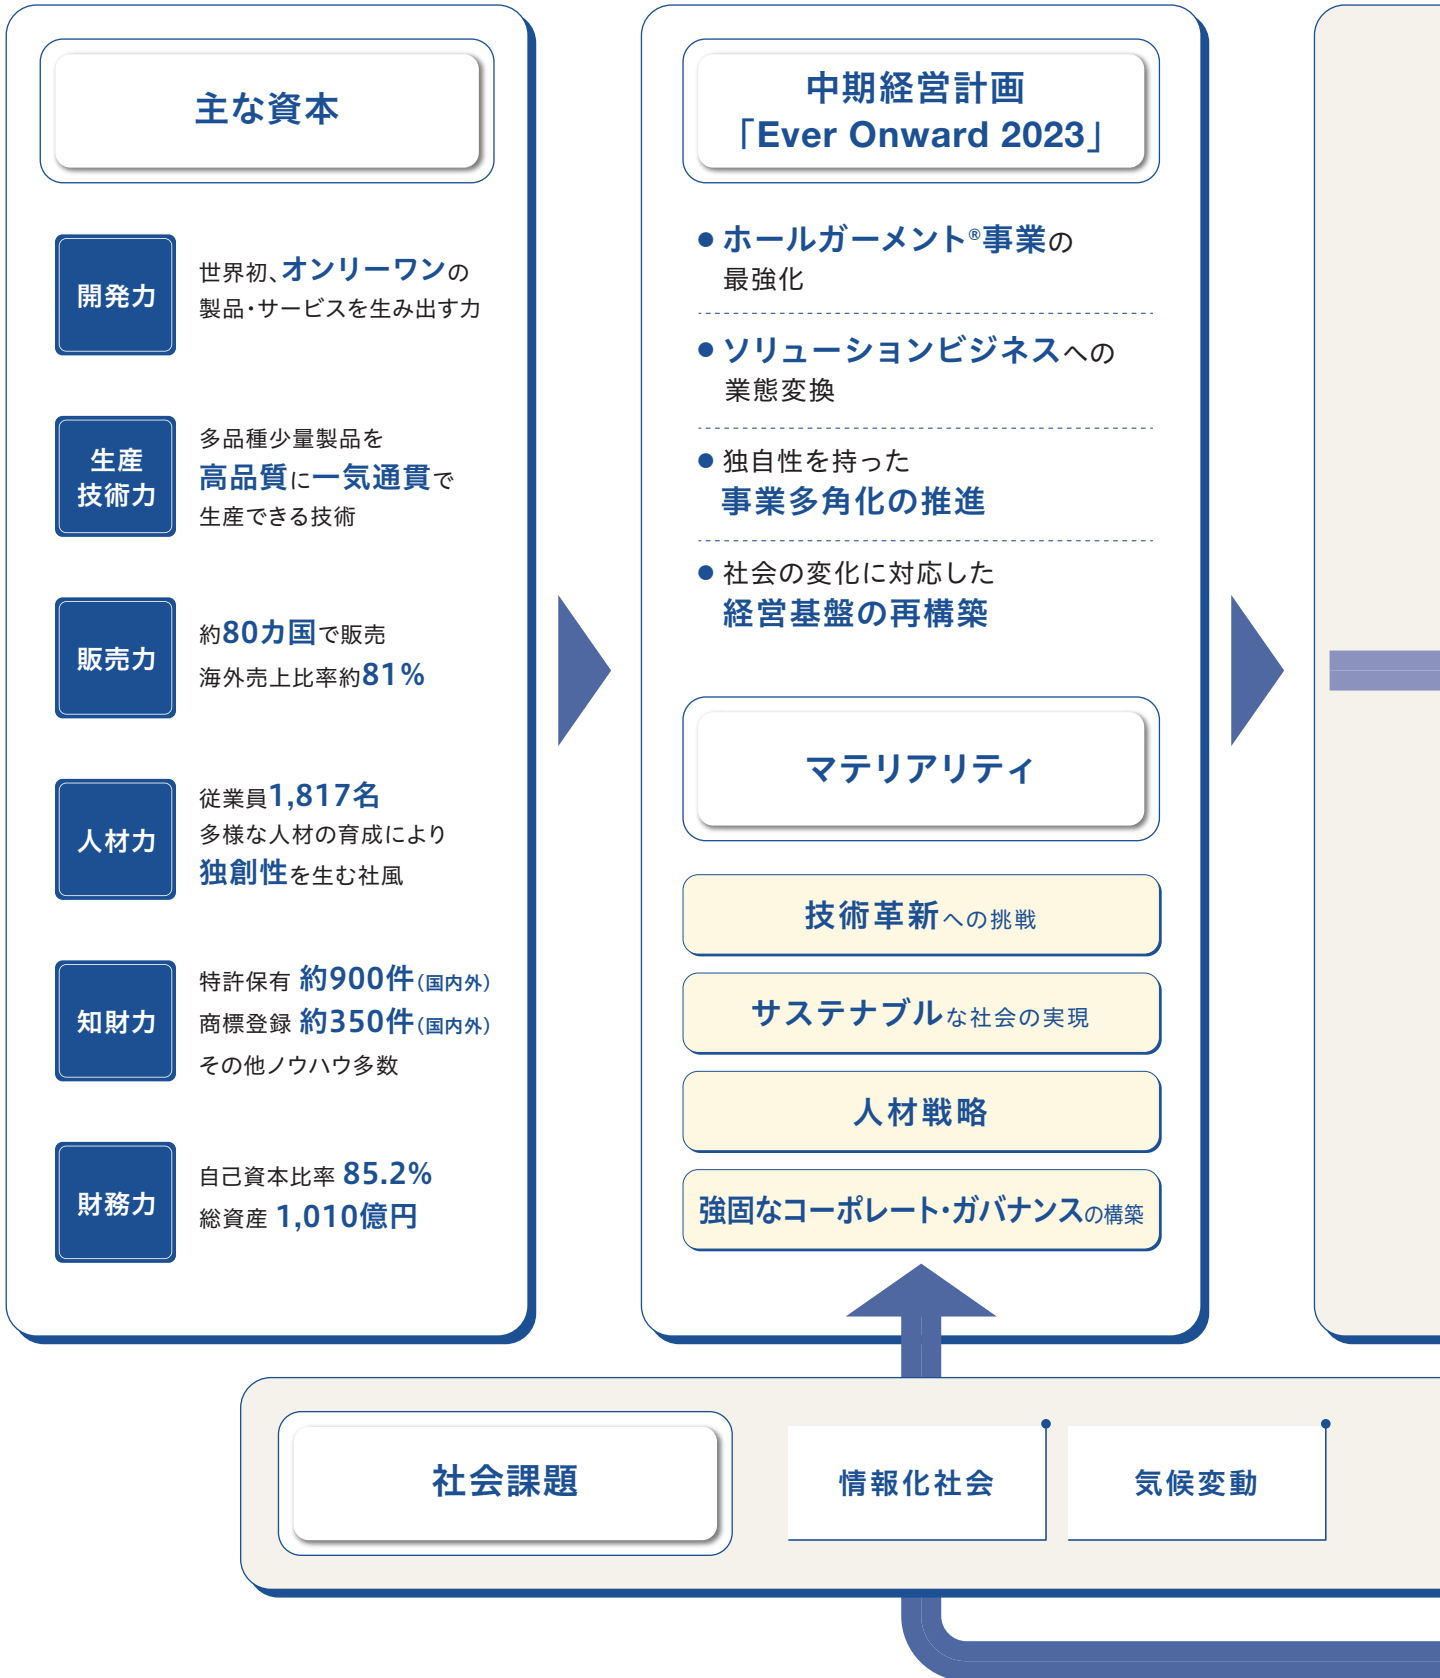 主な資本
開発力
世界初、オンリーワンの
製品・サービスを生み出す力
生産
技術力
多品種少量製品を
高品質に一気通貫で
生産できる技術
販売力
約80カ国で販売
海外売上比率約81%
人材力
従業員1,817名
多様な人材の育成により
独創性を生む社風
知財力
特許保有 約900件(国内外)
商標登録 約350件(国内外)
その他ノウハウ多数
財務力
自己資本比率 85.2%
総資産 1,010億円
中期経営計画
「Ever Onward 2023」
●ホールガーメント®事業の
最強化
●ソリューションビジネスへの
業態変換
●独自性を持った
事業多角化の推進
●社会の変化に対応した
経営基盤の再構築
マテリアリティ
技術革新への挑戦
サステナブルな社会の実現
人材戦略
強固なコーポレート・ガバナンスの構築
社会課題
情報化社会
気候変動